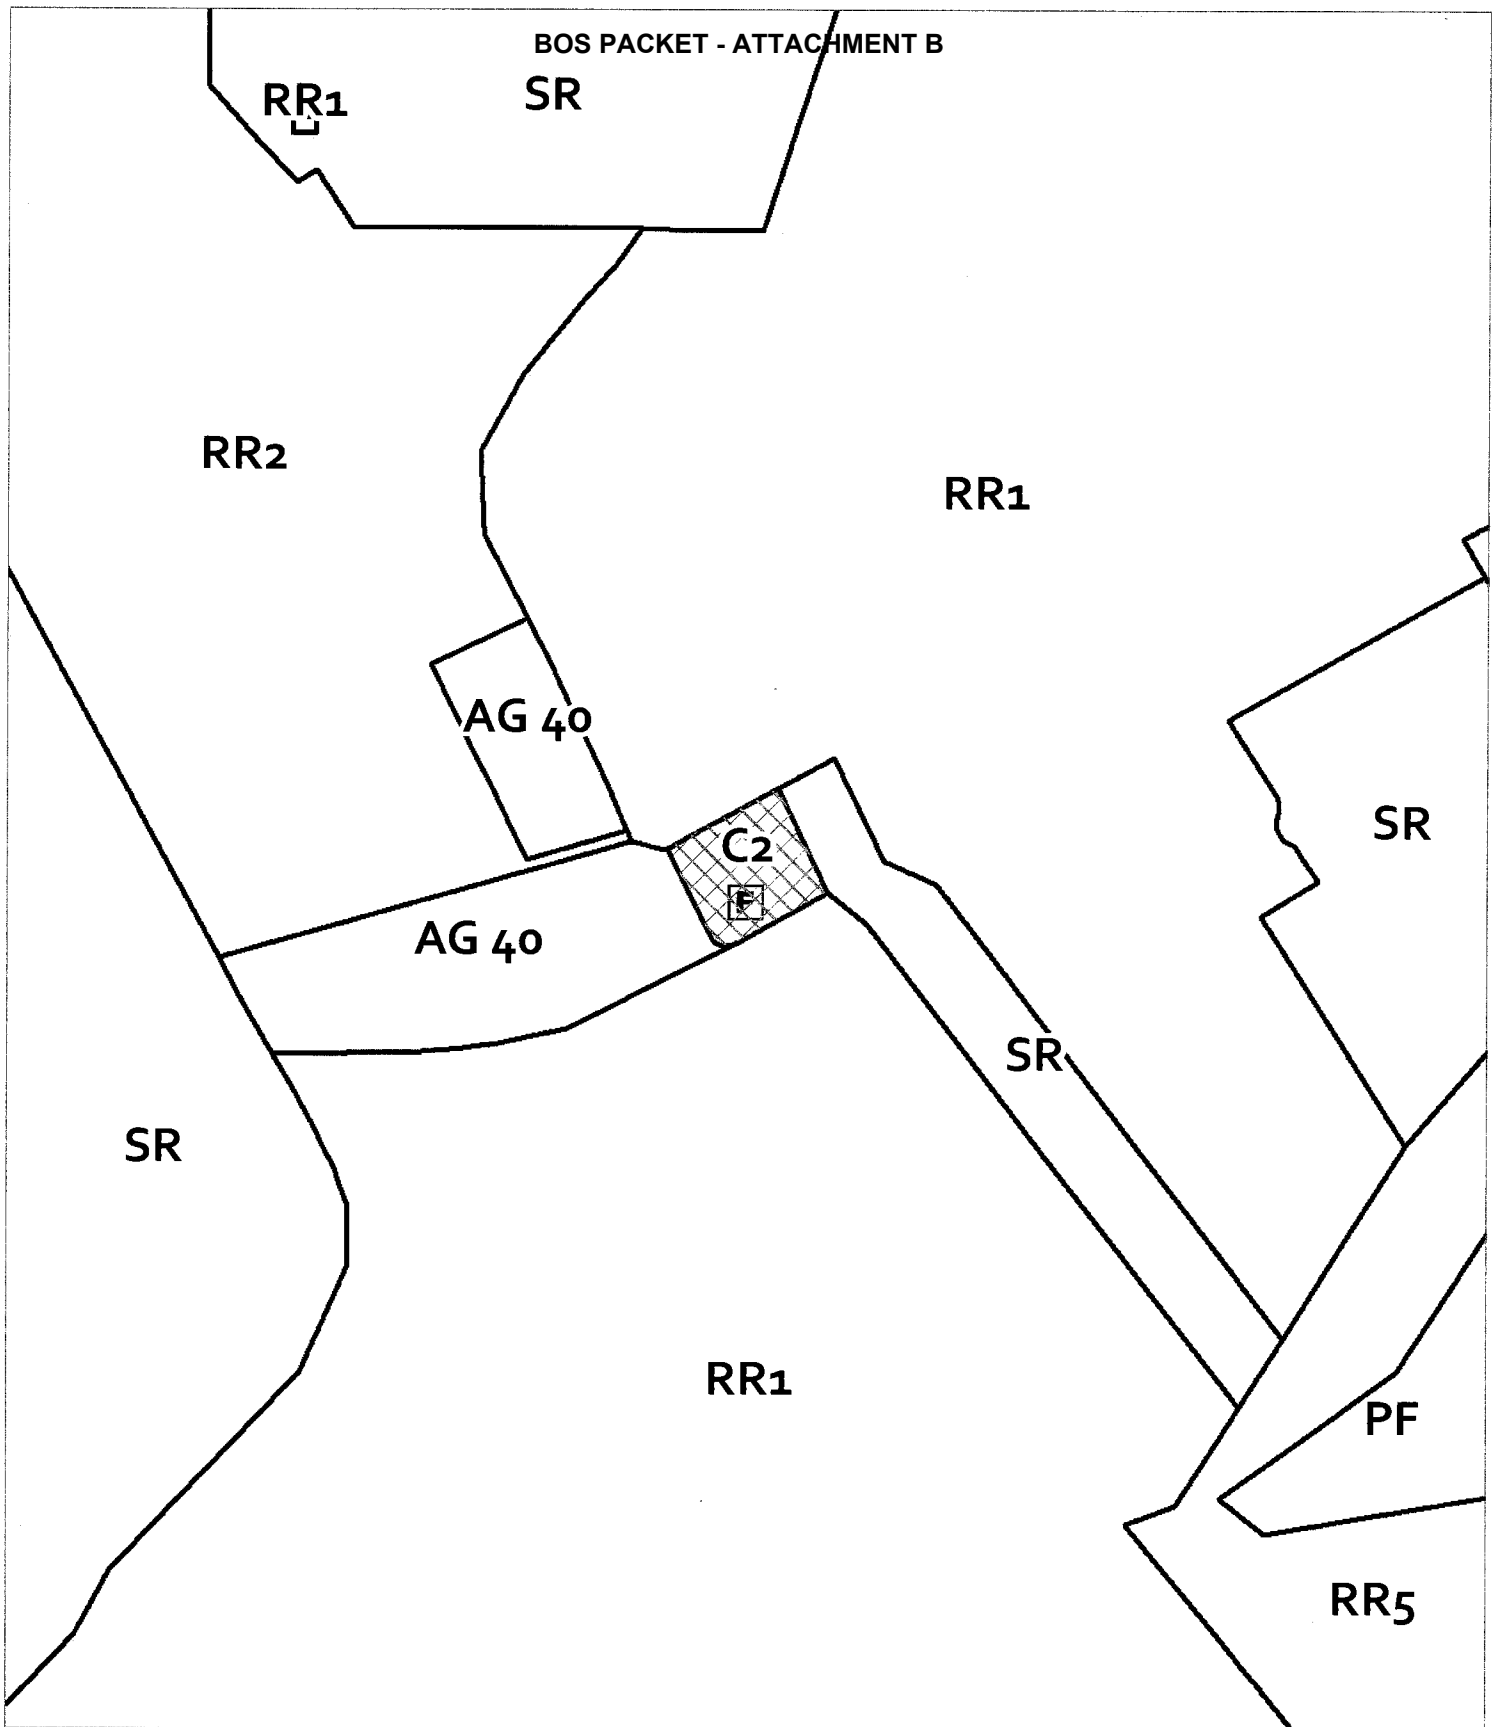 BOS PACKET - ATTACHMENT B
RR1
SR
RR2
RR1
AG 40
SR
C2
F
AG 40
SR
SR
RR1
PF
RR5